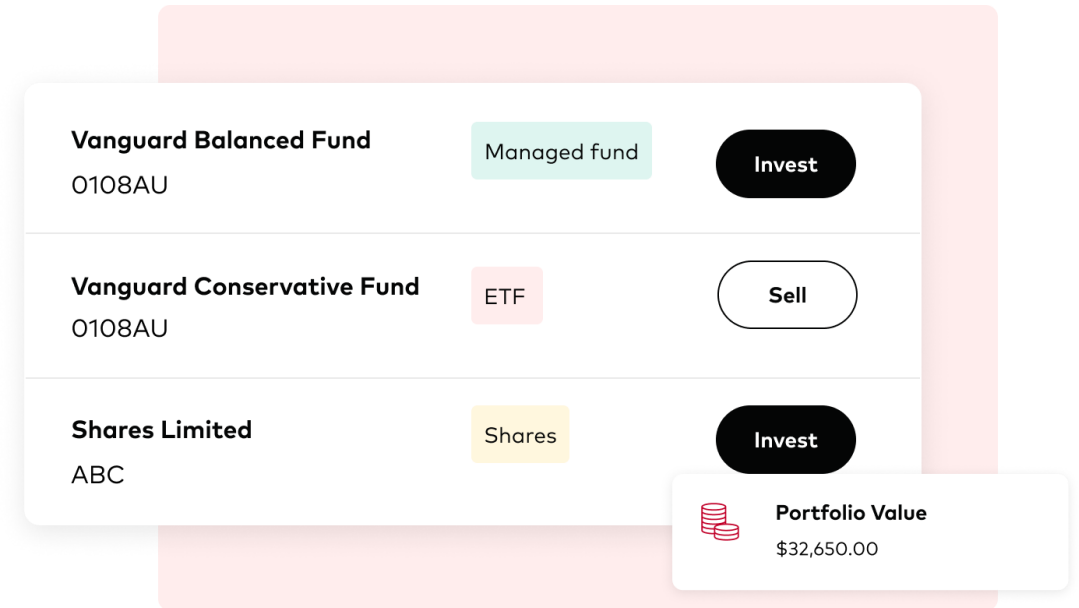 Vanguard Balanced Fund
0108AU
Managed fund
Invest
Vanguard Conservative Fund
0108AU
ETF
Sell
Shares Limited
ABC
Shares
Invest
Portfolio Value
$32,650.00